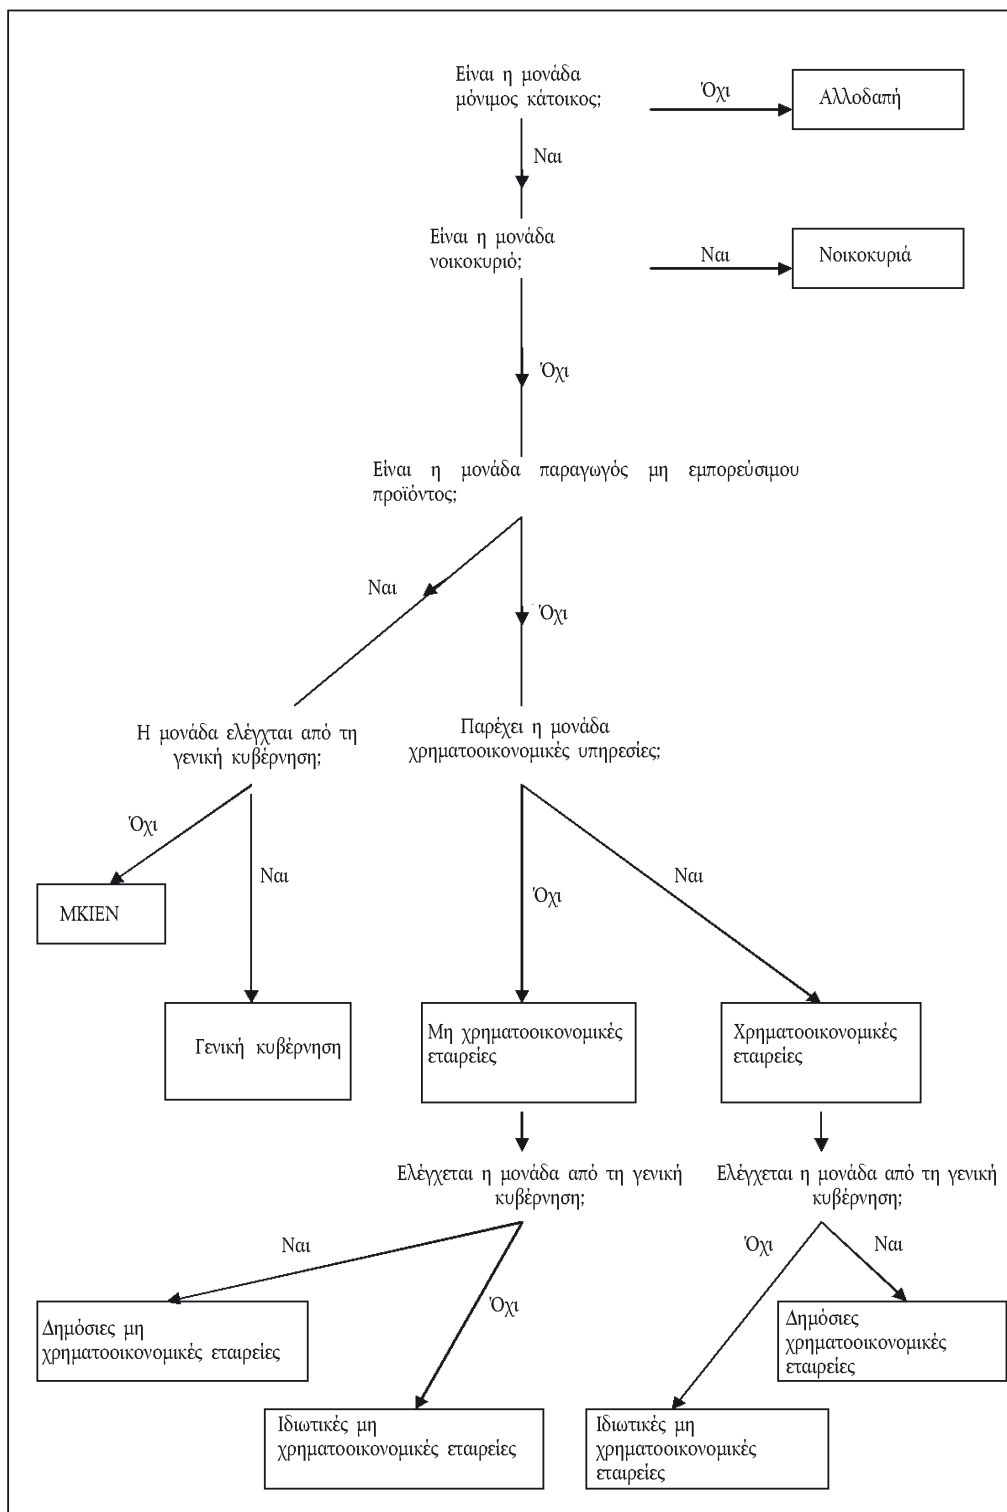 Είναι η μονάδα
μόνιμος κάτοικος;
Όχι
Αλλοδαπή
Ναι
Είναι η μονάδα
νοικοκυριό;
Ναι
Νοικοκυριά
Όχι
Είναι η μονάδα παραγωγός μη εμπορεύσιμου
προϊόντος;
Ναι
Όχι
Η μονάδα ελέγχται από τη
γενική κυβέρνηση;
Παρέχει η μονάδα
χρηματοοικονομικές υπηρεσίες;
Όχι
Ναι
Όχι
Ναι
ΜΚΙΕΝ
Γενική κυβέρνηση
Μη χρηματοοικονομικές
εταιρείες
Χρηματοοικονομικές
εταιρείες
Ελέγχεται η μονάδα από τη γενική
κυβέρνηση;
Ελέγχεται η μονάδα από τη γενική
κυβέρνηση;
Ναι
Όχι
Όχι
Ναι
Δημόσιες μη
χρηματοοικονομικές εταιρείες
Δημόσιες
χρηματοοικονομικές
εταιρείες
Ιδιωτικές μη
χρηματοοικονομικές εταιρείες
Ιδιωτικές μη
χρηματοοικονομικές
εταιρείες